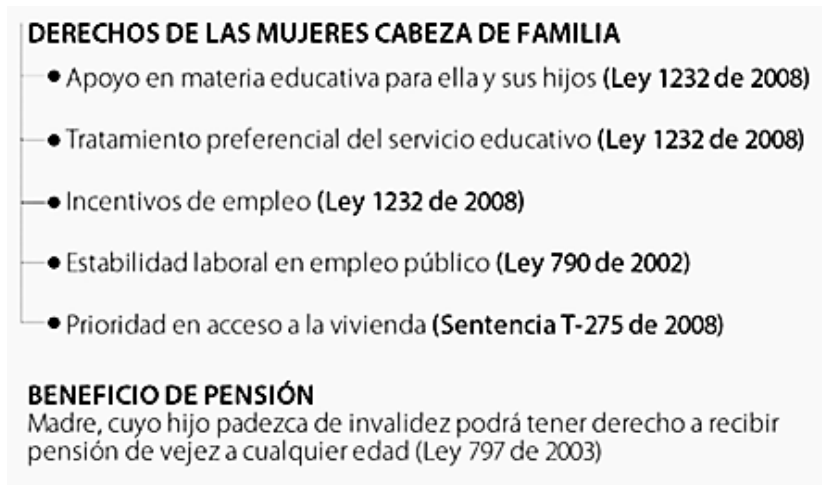 DERECHOS DE LAS MUJERES CABEZA DE FAMILIA
Apoyo en materia educativa para ella y sus hijos (Ley 1232 de 2008)
Tratamiento preferencial del servicio educativo (Ley 1232 de 2008)
Incentivos de empleo (Ley 1232 de 2008)
Estabilidad laboral en empleo público (Ley 790 de 2002)
Prioridad en acceso a la vivienda (Sentencia T-275 de 2008)
BENEFICIO DE PENSIÓN
Madre, cuyo hijo padezca de invalidez podrá tener derecho a recibir
pensión de vejez a cualquier edad (Ley 797 de 2003)